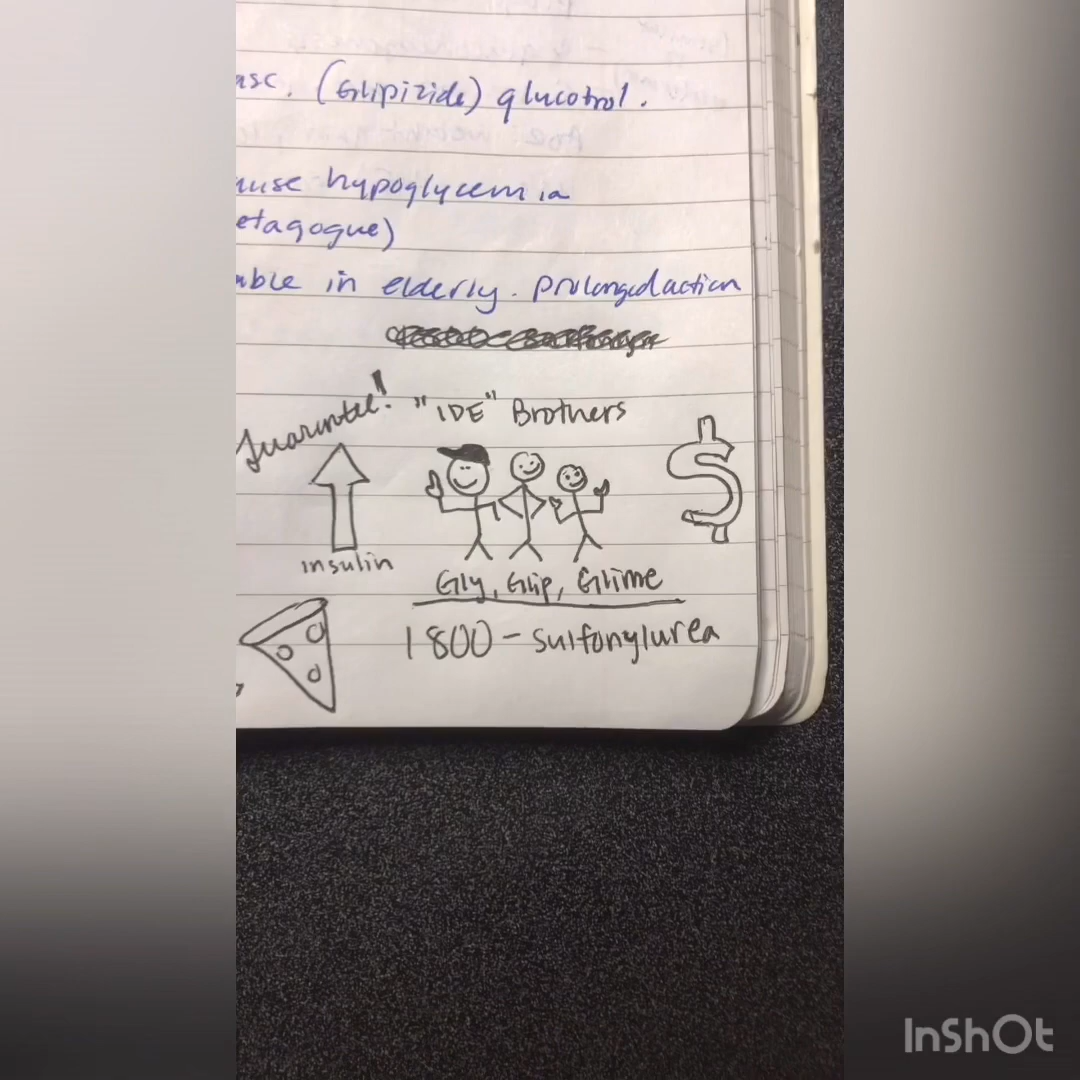 asc. (Glipizide) glucotrol.
ause hypoglycemia
etagogue)
able in elderly. Prolonged action
Guarintee! "IDE" Brothers
$
insulin
Gly, Glip, Glime
1800 - sulfonylurea
InShOt